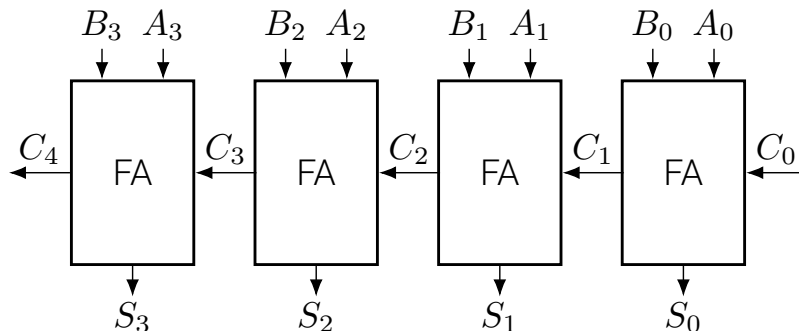 B₃ A₃ B₂ A₂ B₁ A₁ B₀ A₀
C₄ FA C₃ FA C₂ FA C₁ FA C₀
S₃ S₂ S₁ S₀